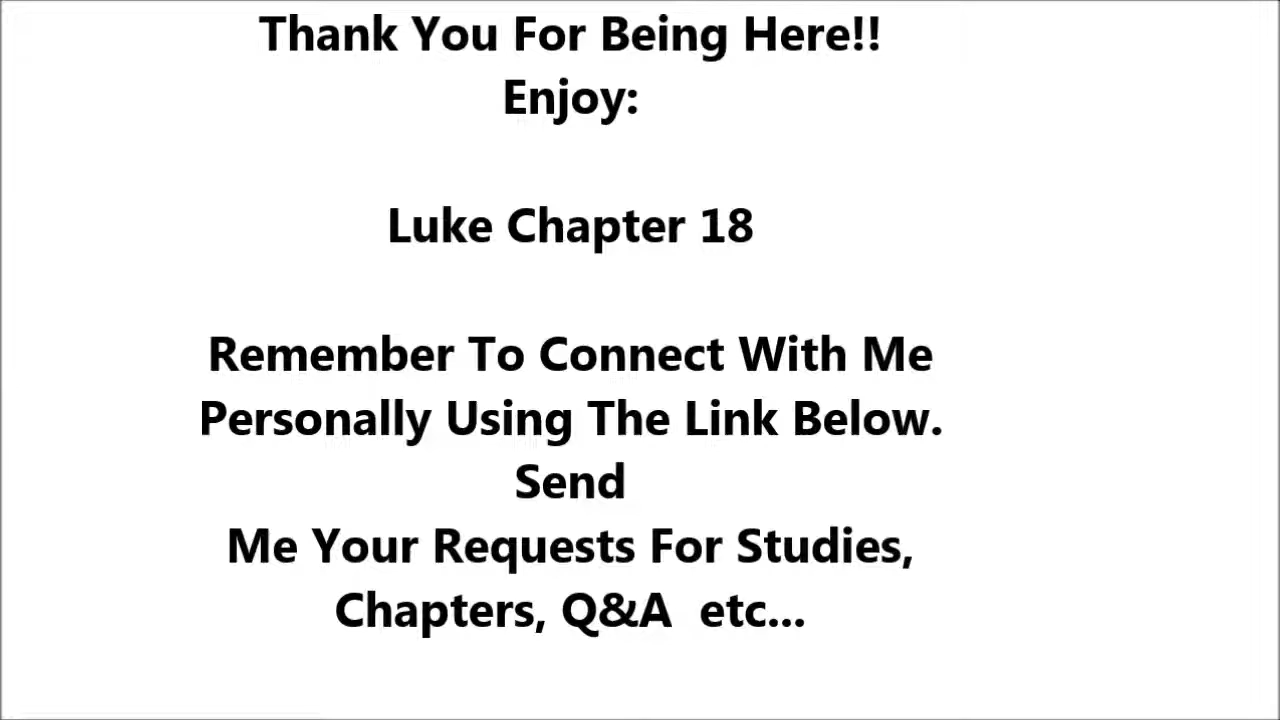 Thank You For Being Here!!
Enjoy:
Luke Chapter 18
Remember To Connect With Me
Personally Using The Link Below.
Send
Me Your Requests For Studies,
Chapters, Q&A  etc...